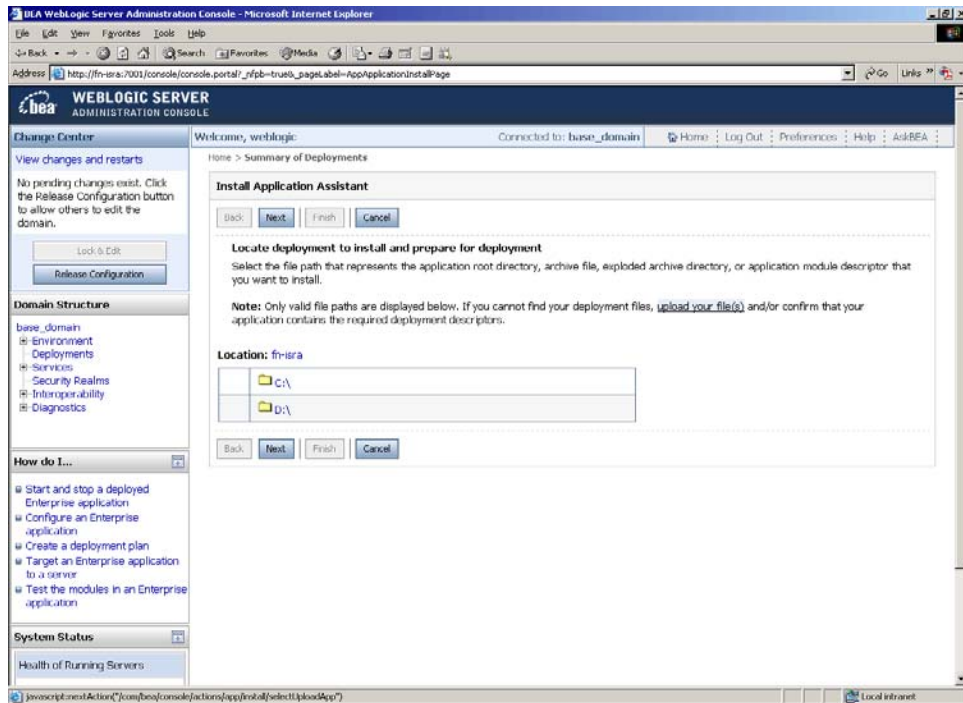 BEA WebLogic Server Administration Console - Microsoft Internet Explorer
File Edit View Favorites Tools Help
Back Search Favorites Media
Address http://fn-isra:7001/console/console.portal?_nfpb=true&_pageLabel=AppApplicationInstallPage Go Links »
bea WEBLOGIC SERVER
ADMINISTRATION CONSOLE
Change Center
View changes and restarts
No pending changes exist. Click
the Release Configuration button
to allow others to edit the
domain.
Lock & Edit
Release Configuration
Domain Structure
base_domain
Environment
Deployments
Services
Security Realms
Interoperability
Diagnostics
How do I...
Start and stop a deployed
Enterprise application
Configure an Enterprise
application
Create a deployment plan
Target an Enterprise application
to a server
Test the modules in an Enterprise
application
System Status
Health of Running Servers
Welcome, weblogic Connected to: base_domain Home Log Out Preferences Help AskBEA
Home > Summary of Deployments
Install Application Assistant
Back Next Finish Cancel
Locate deployment to install and prepare for deployment
Select the file path that represents the application root directory, archive file, exploded archive directory, or application module descriptor that
you want to install.
Note: Only valid file paths are displayed below. If you cannot find your deployment files, upload your file(s) and/or confirm that your
application contains the required deployment descriptors.
Location: fn-isra
C:\
D:\
Back Next Finish Cancel
javascript:nextAction("/com/bea/console/actions/app/install/selectUploadApp") Local intranet